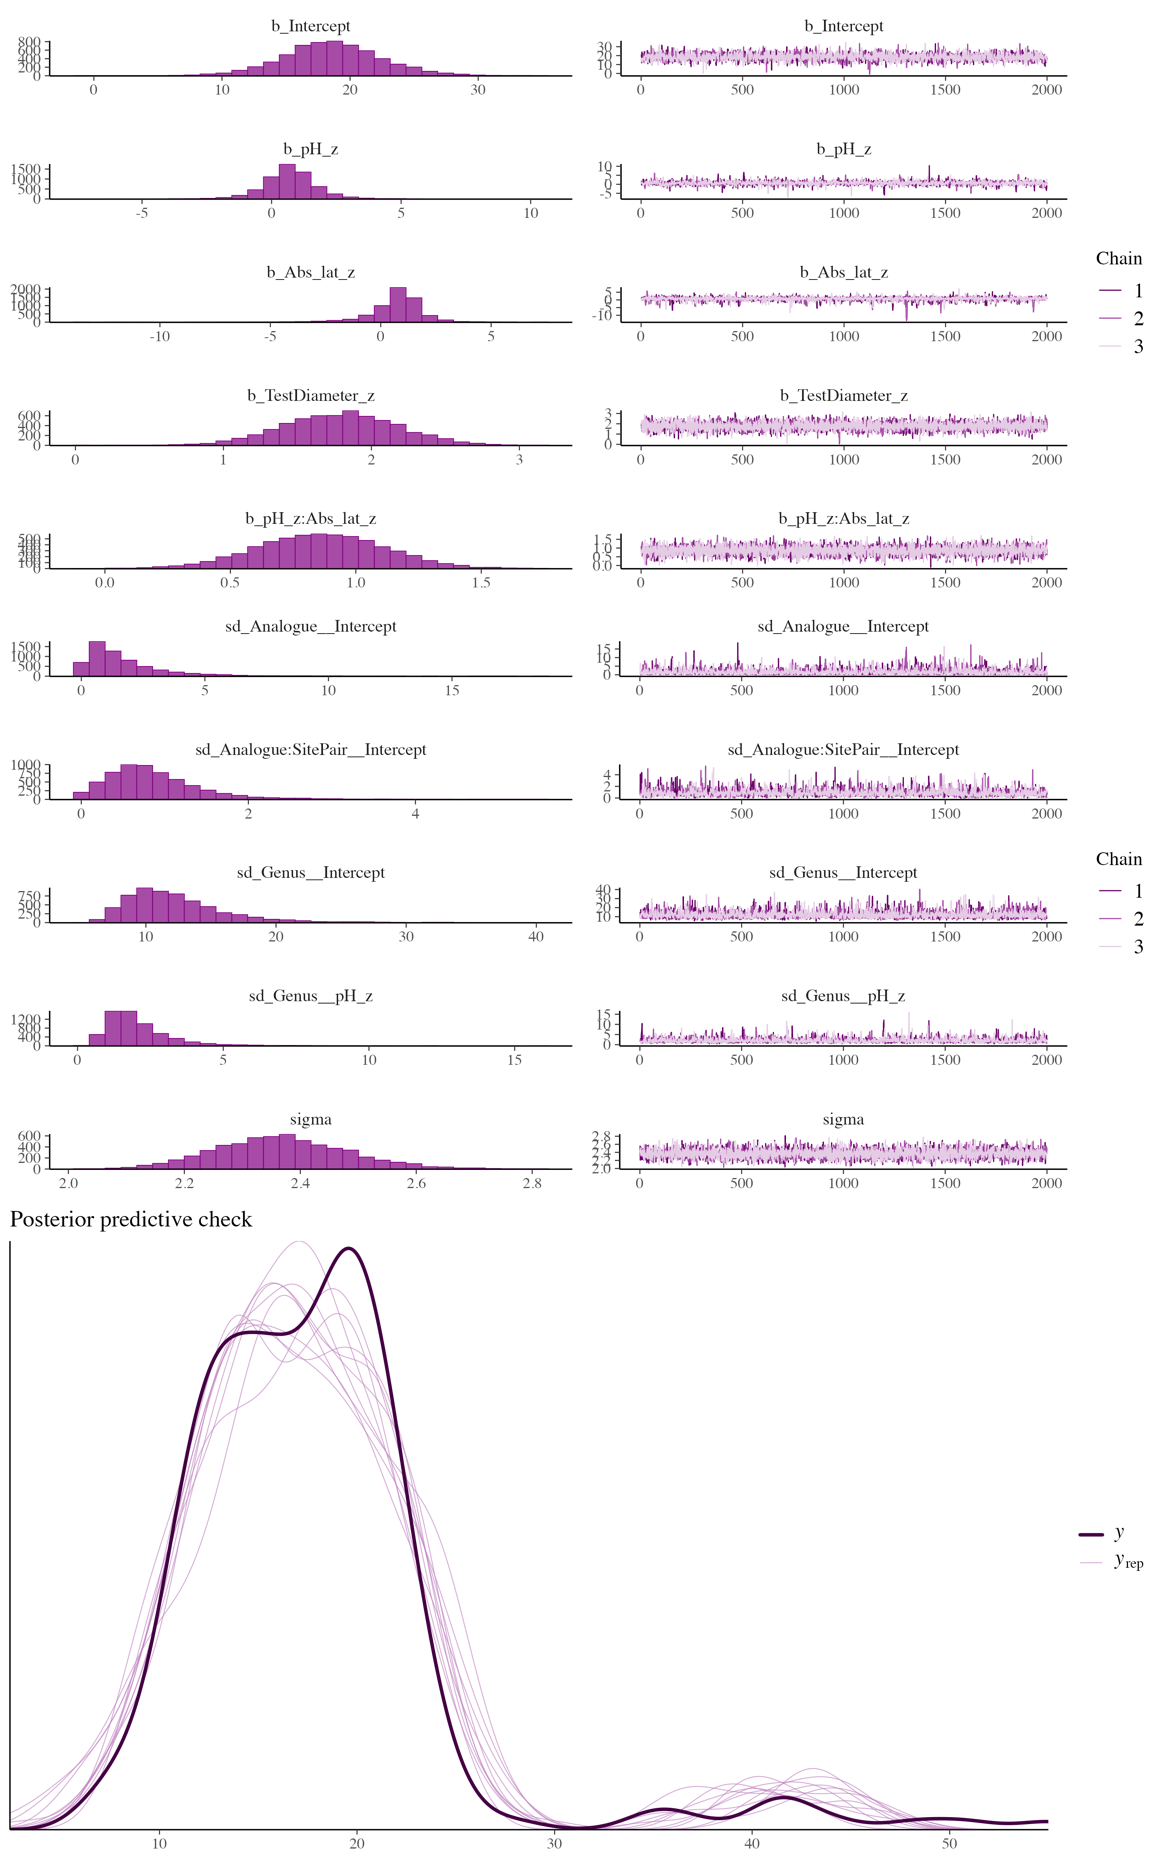 b_Intercept b_Intercept
800 600 400 200 0
0 10 20 30
30 20 10 0
0 500 1000 1500 2000
b_pH_z b_pH_z
1500 1000 500 0
-5 0 5 10
10 5 0 -5
0 500 1000 1500 2000
b_Abs_lat_z b_Abs_lat_z
2000 1500 1000 500 0
-10 -5 0 5
5 0 -5 -10
0 500 1000 1500 2000
Chain
1
2
3
b_TestDiameter_z b_TestDiameter_z
600 400 200 0
0 1 2 3
3 2 1 0
0 500 1000 1500 2000
b_pH_z:Abs_lat_z b_pH_z:Abs_lat_z
500 400 300 200 100 0
0.0 0.5 1.0 1.5
1.5 1.0 0.5 0.0
0 500 1000 1500 2000
sd_Analogue__Intercept sd_Analogue__Intercept
1500 1000 500 0
0 5 10 15
15 10 5 0
0 500 1000 1500 2000
sd_Analogue:SitePair__Intercept sd_Analogue:SitePair__Intercept
1000 750 500 250 0
0 2 4
4 2 0
0 500 1000 1500 2000
Chain
1
2
3
sd_Genus__Intercept sd_Genus__Intercept
750 500 250 0
10 20 30 40
40 30 20 10
0 500 1000 1500 2000
sd_Genus__pH_z sd_Genus__pH_z
1200 800 400 0
0 5 10 15
15 10 5 0
0 500 1000 1500 2000
sigma sigma
600 400 200 0
2.0 2.2 2.4 2.6 2.8
2.8 2.6 2.4 2.2 2.0
0 500 1000 1500 2000
Posterior predictive check
y
y rep
10 20 30 40 50